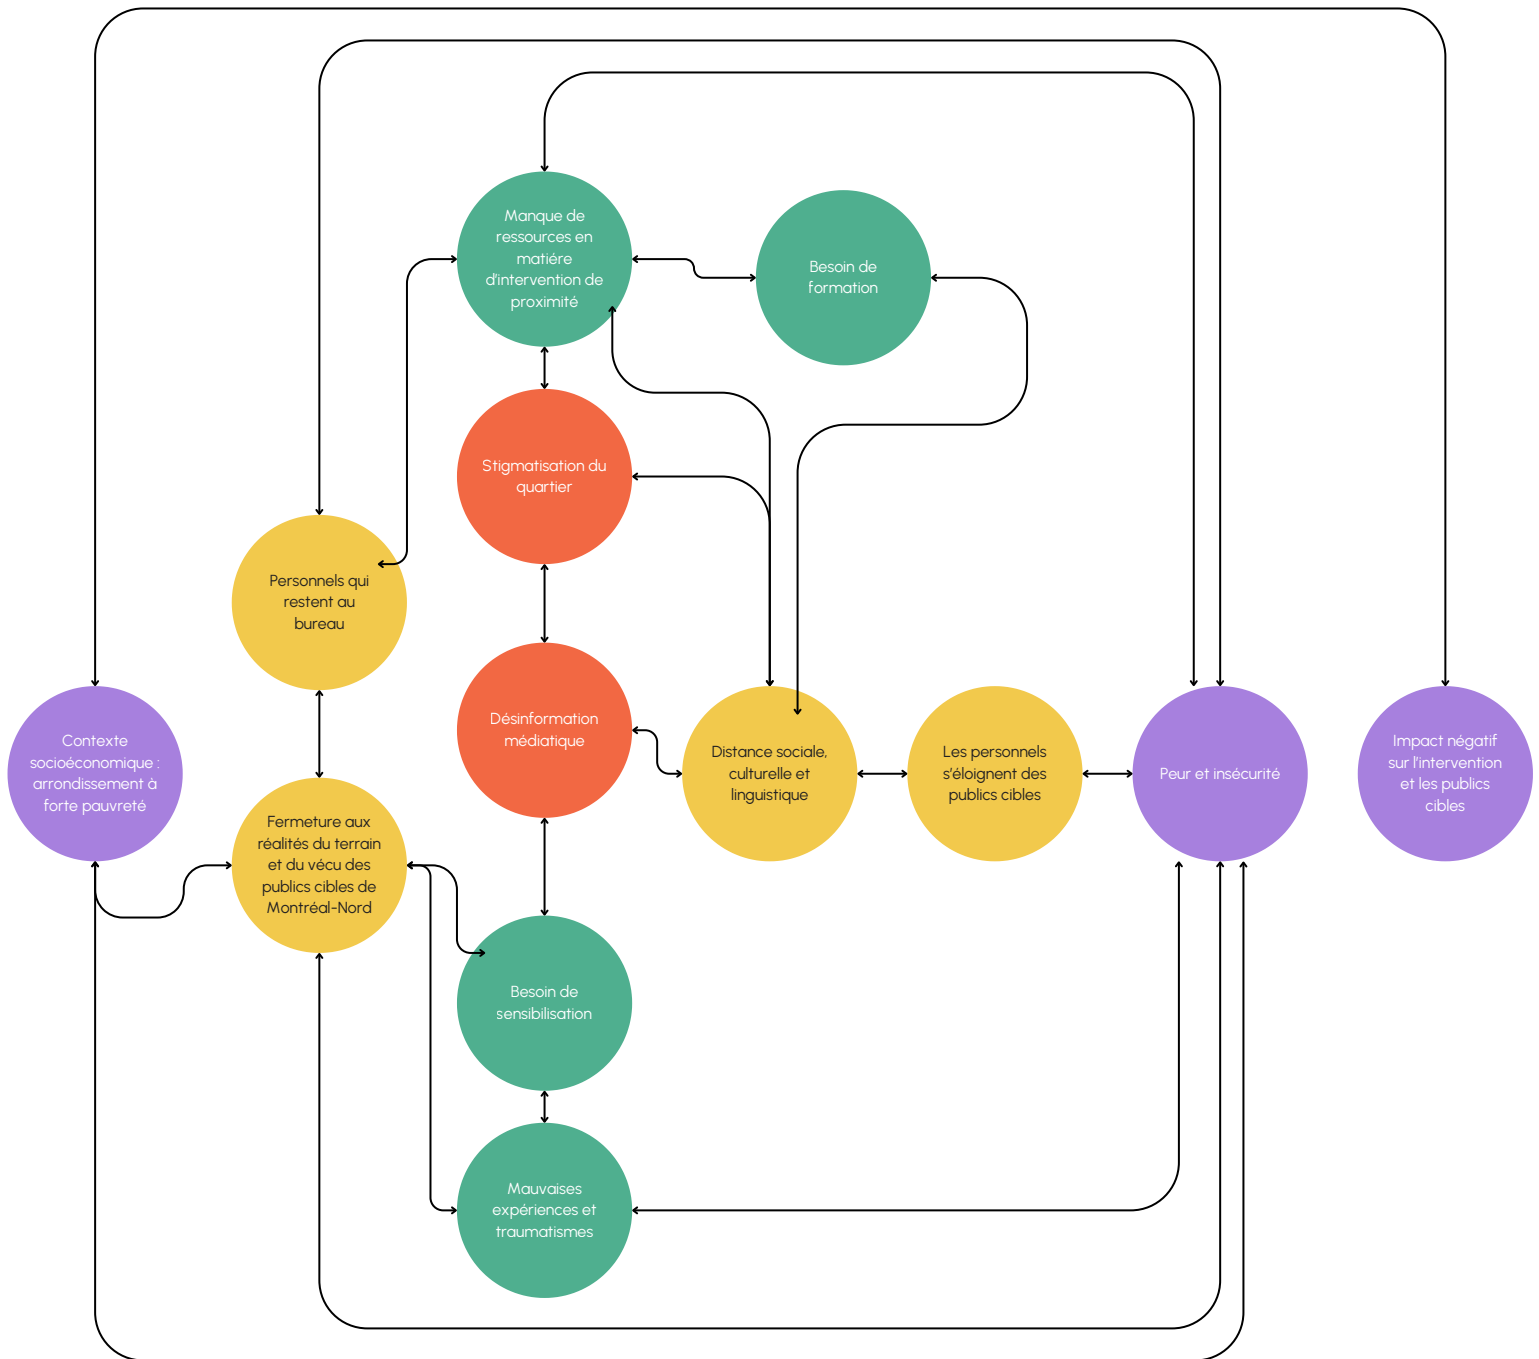 Manque de
ressources en
matiére
d'intervention de
proximité
Besoin de
formation
Stigmatisation du
quartier
Personnels qui
restent au
bureau
Désinformation
médiatique
Contexte
socioéconomique :
arrondissement à
forte pauvreté
Distance sociale,
culturelle et
linguistique
Les personnels
s'éloignent des
publics cibles
Peur et insécurité
Impact négatif
sur l'intervention
et les publics
cibles
Fermeture aux
réalités du terrain
et du vécu des
publics cibles de
Montréal-Nord
Besoin de
sensibilisation
Mauvaises
expériences et
traumatismes